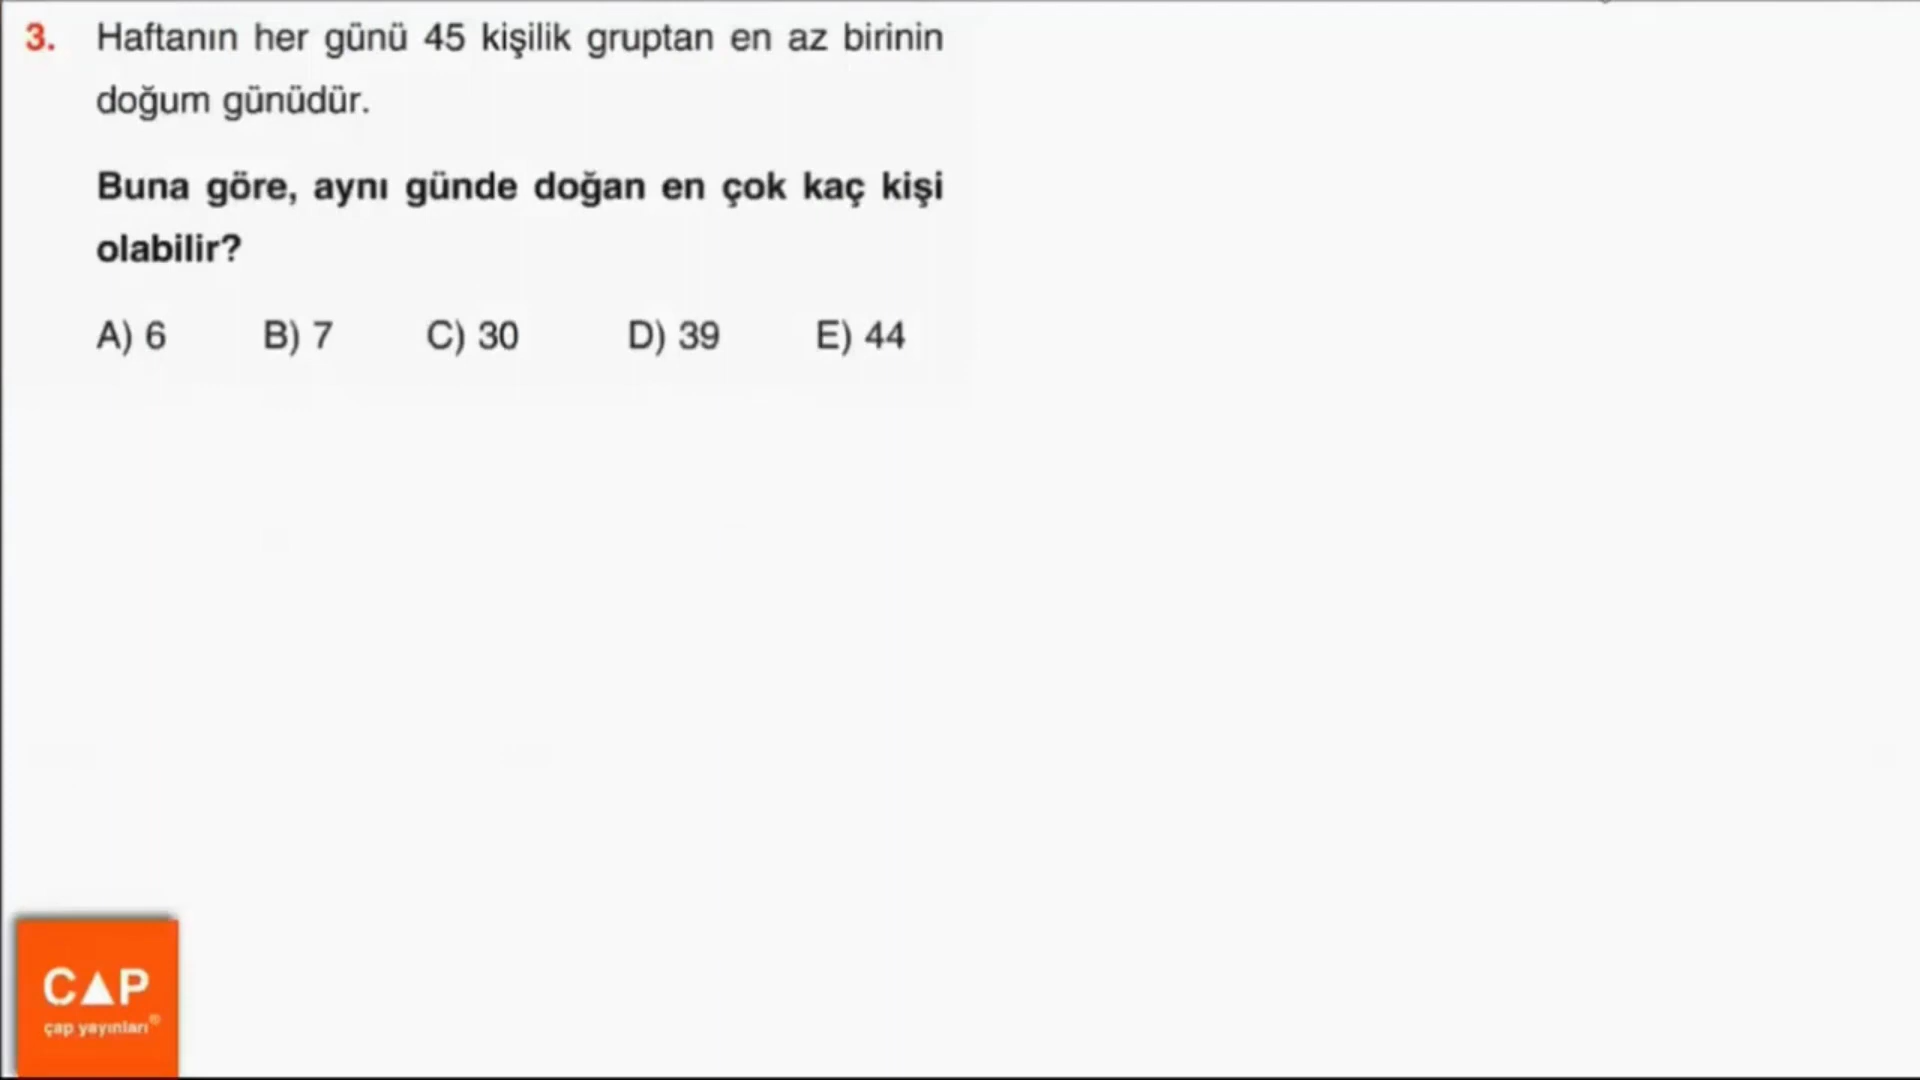 3. Haftanın her günü 45 kişilik gruptan en az birinin
doğum günüdür.
Buna göre, aynı günde doğan en çok kaç kişi
olabilir?
A) 6 B) 7 C) 30 D) 39 E) 44
CAP
çap yayınları®